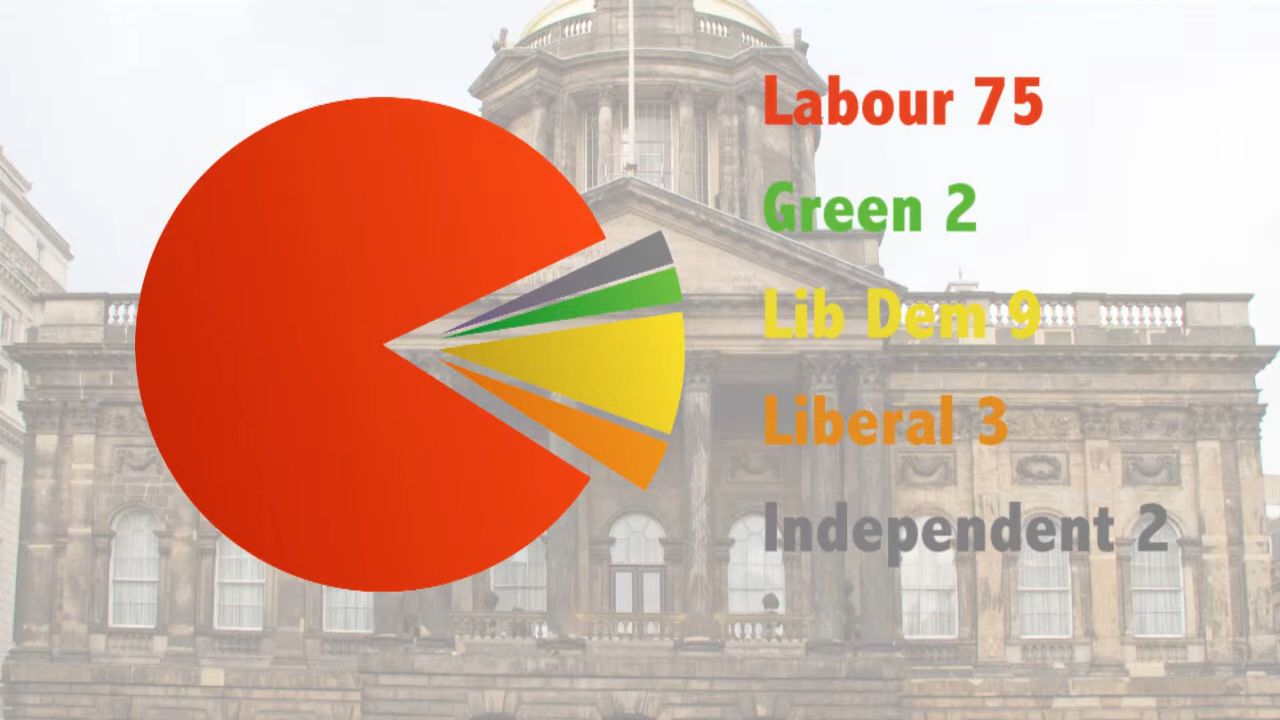 Labour 75
Green 2
Lib Dem 9
Liberal 3
Independent 2